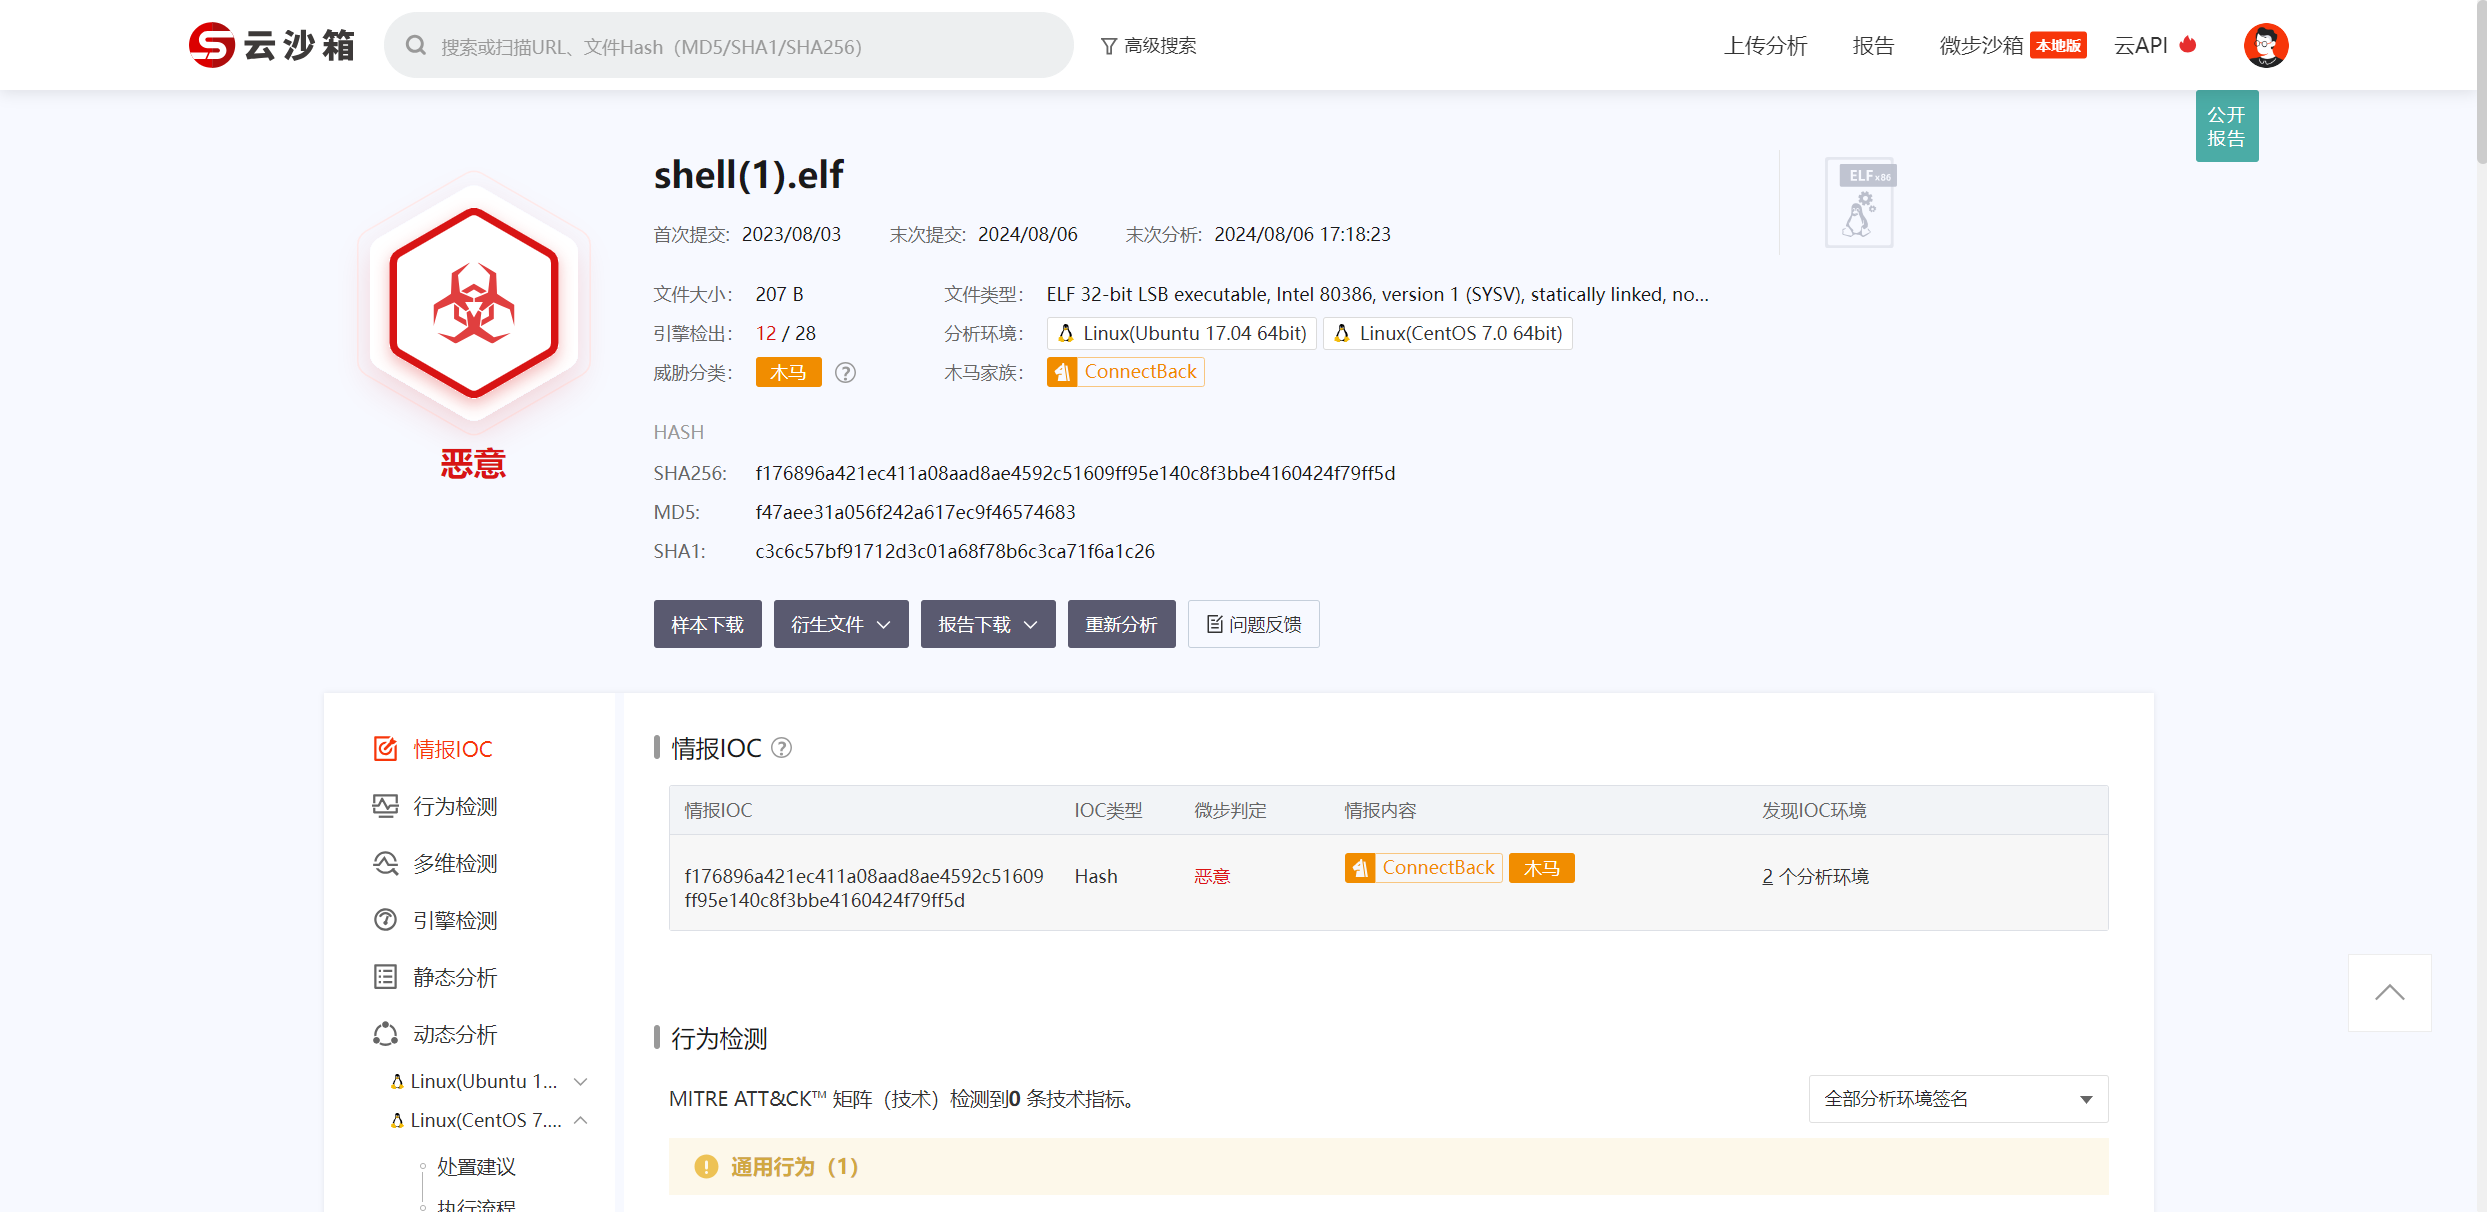 云沙箱
搜索或扫描URL、文件Hash（MD5/SHA1/SHA256）
高级搜索
上传分析
报告
微步沙箱 本地版
云API
公开
报告
恶意
shell(1).elf
首次提交: 2023/08/03 末次提交: 2024/08/06 末次分析: 2024/08/06 17:18:23
ELF x86
文件大小: 207 B 文件类型: ELF 32-bit LSB executable, Intel 80386, version 1 (SYSV), statically linked, no...
引擎检出: 12 / 28 分析环境: Linux(Ubuntu 17.04 64bit) Linux(CentOS 7.0 64bit)
威胁分类: 木马 ? 木马家族: ConnectBack
HASH
SHA256: f176896a421ec411a08aad8ae4592c51609ff95e140c8f3bbe4160424f79ff5d
MD5: f47aee31a056f242a617ec9f46574683
SHA1: c3c6c57bf91712d3c01a68f78b6c3ca71f6a1c26
样本下载 衍生文件 报告下载 重新分析 问题反馈
情报IOC
行为检测
多维检测
引擎检测
静态分析
动态分析
Linux(Ubuntu 1...
Linux(CentOS 7....
处置建议
执行流程
情报IOC ?
情报IOC IOC类型 微步判定 情报内容 发现IOC环境
f176896a421ec411a08aad8ae4592c51609
ff95e140c8f3bbe4160424f79ff5d
Hash 恶意 ConnectBack 木马 2 个分析环境
行为检测
MITRE ATT&CK™ 矩阵（技术）检测到0 条技术指标。
全部分析环境签名
通用行为（1）